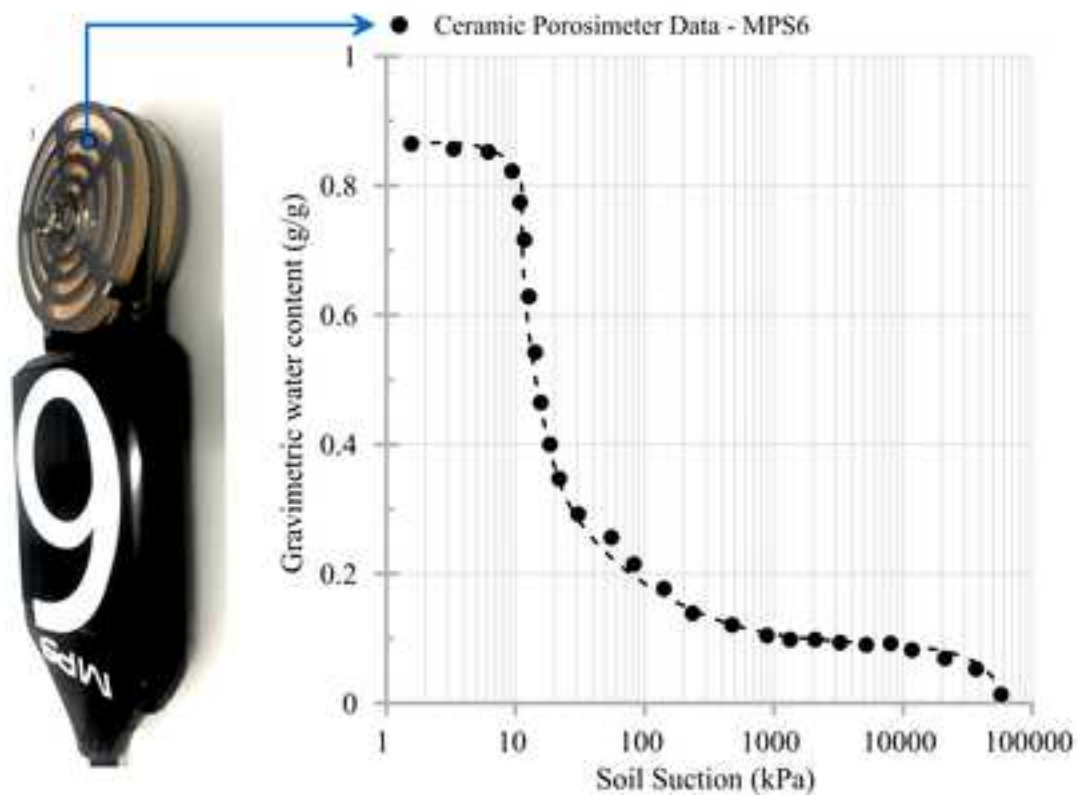 Ceramic Porosimeter Data - MPS6
1
0.8
0.6
0.4
0.2
0
Gravimetric water content (g/g)
1 10 100 1000 10000 100000
Soil Suction (kPa)
MPS
6